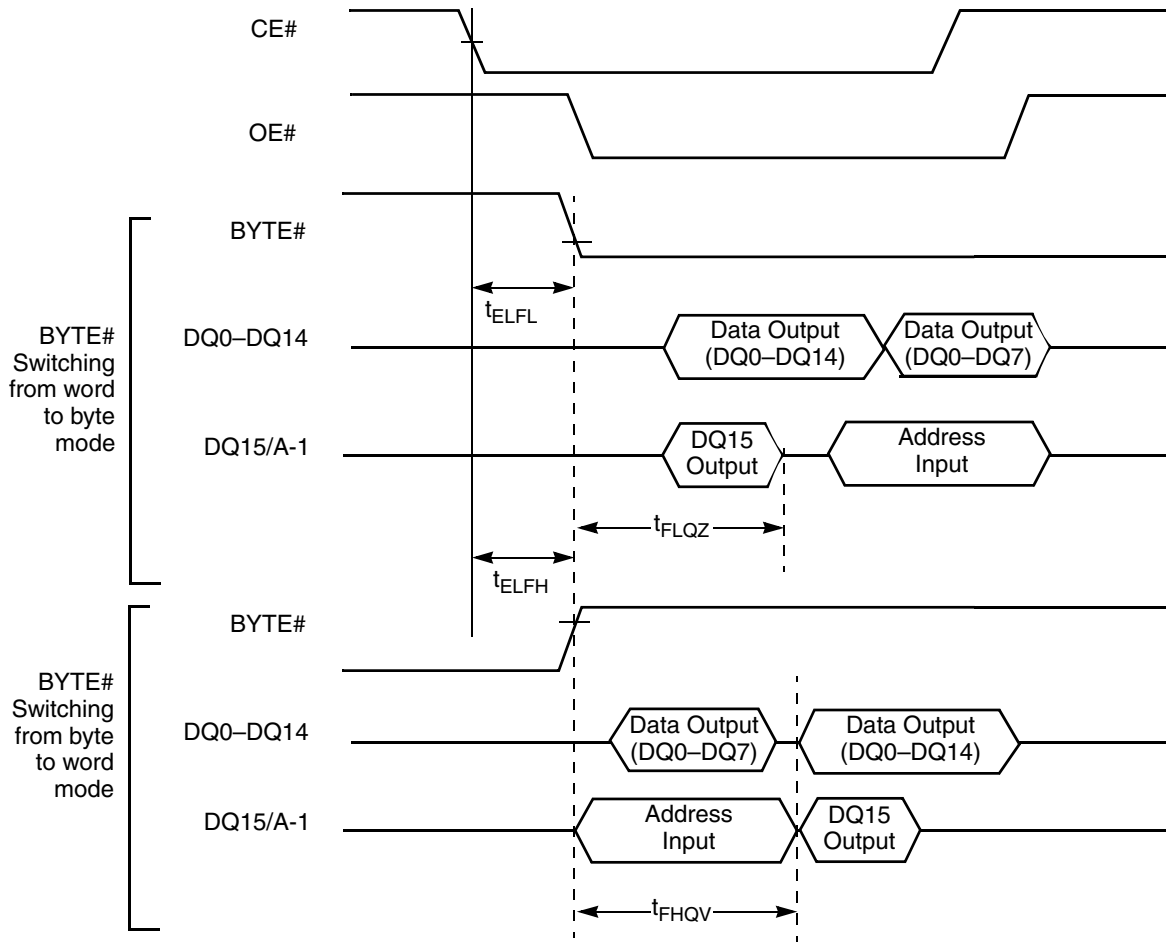 CE#
OE#
BYTE#
BYTE#
Switching
from word
to byte
mode
tELFL
DQ0–DQ14
Data Output
(DQ0–DQ14)
Data Output
(DQ0–DQ7)
DQ15/A-1
DQ15
Output
Address
Input
tFLQZ
tELFH
BYTE#
BYTE#
Switching
from byte
to word
mode
DQ0–DQ14
Data Output
(DQ0–DQ7)
Data Output
(DQ0–DQ14)
DQ15/A-1
Address
Input
DQ15
Output
tFHQV